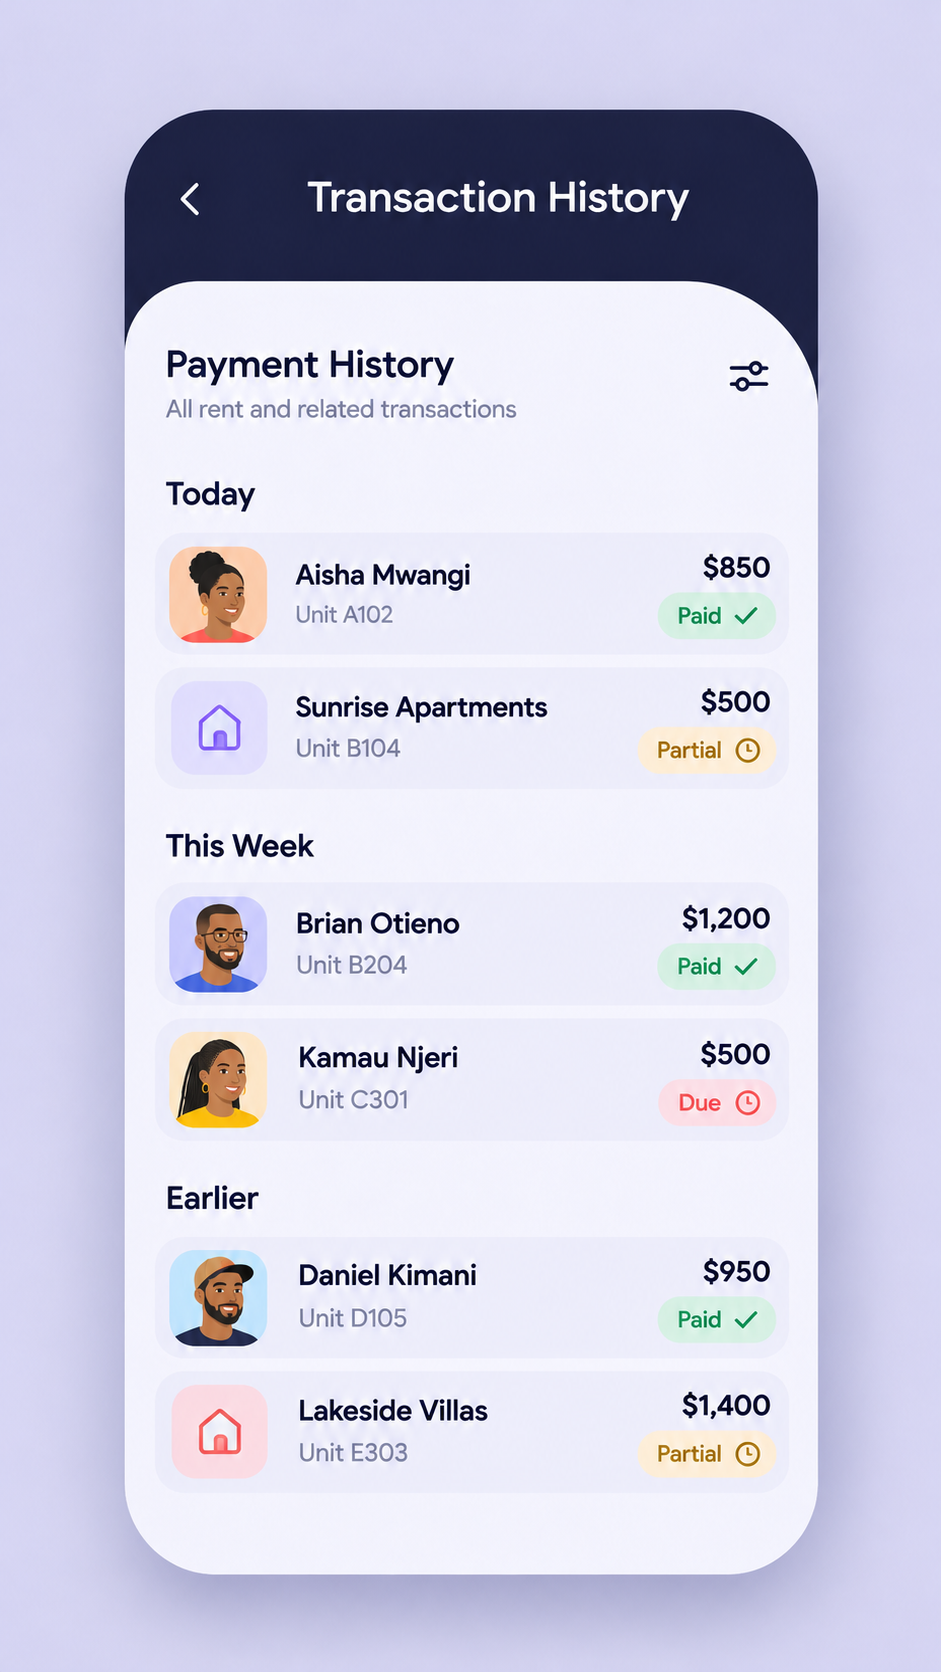 Transaction History
Payment History
All rent and related transactions
Today
Aisha Mwangi
$850
Unit A102
Paid
Sunrise Apartments
$500
Unit B104
Partial
This Week
Brian Otieno
$1,200
Unit B204
Paid
Kamau Njeri
$500
Unit C301
Due
Earlier
Daniel Kimani
$950
Unit D105
Paid
Lakeside Villas
$1,400
Unit E303
Partial